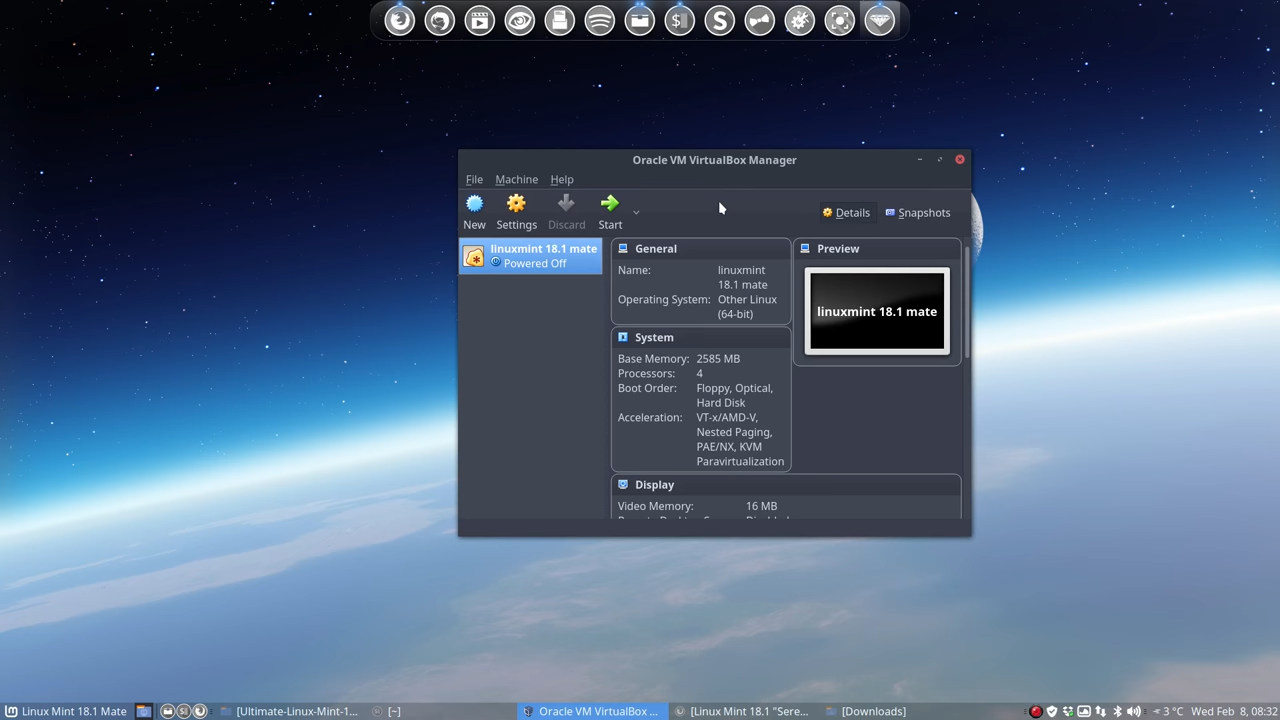 $
S
Oracle VM VirtualBox Manager
File Machine Help
New Settings Discard Start
Details Snapshots
linuxmint 18.1 mate
Powered Off
General
Name: linuxmint
18.1 mate
Operating System: Other Linux
(64-bit)
Preview
linuxmint 18.1 mate
System
Base Memory: 2585 MB
Processors: 4
Boot Order: Floppy, Optical,
Hard Disk
Acceleration: VT-x/AMD-V,
Nested Paging,
PAE/NX, KVM
Paravirtualization
Display
Video Memory: 16 MB
Linux Mint 18.1 Mate [Ultimate-Linux-Mint-1... [~] Oracle VM VirtualBox ... [Linux Mint 18.1 "Sere... [Downloads] 3 °C Wed Feb 8, 08:32